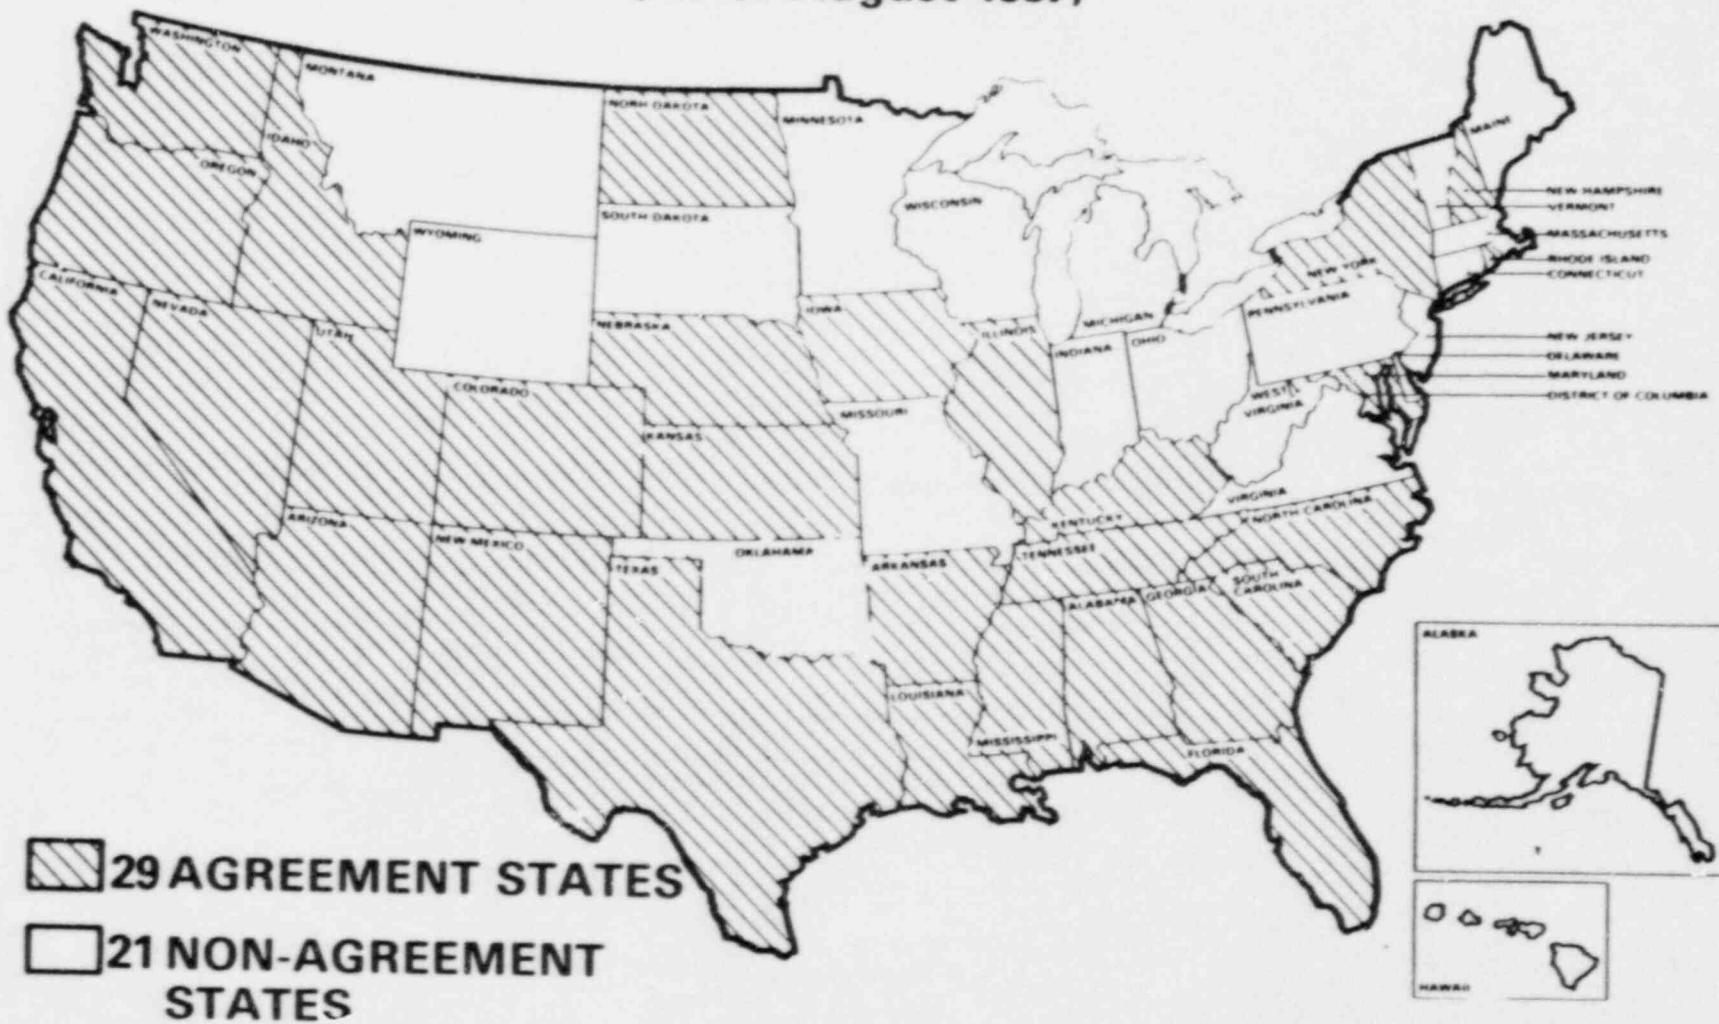 August
WASHINGTON
MONTANA
NORH DAKOTA
MINNESOTA
IDAHO
OREGON
MAINE
WISCONSIN
NEW HAMPSHIRE
VERMONT
SOUTH DAKOTA
WYOMING
MASSACHUSETTS
RHODE ISLAND
CONNECTICUT
NEW YORK
CALIFORNIA
NEVADA
UTAH
NEBRASKA
IOWA
ILLINOIS
MICHIGAN
PENNSYLVANIA
INDIANA
OHIO
NEW JERSEY
DELAWARE
MARYLAND
DISTRICT OF COLUMBIA
COLORADO
WEST
VIRGINIA
MISSOURI
KANSAS
VIRGINIA
KENTUCKY
NORTH CAROLINA
ARIZONA
NEW MEXICO
OKLAHOMA
TEXAS
ARKANSAS
TENNESSEE
SOUTH
CAROLINA
ALABAMA
GEORGIA
ALASKA
LOUISIANA
MISSISSIPPI
FLORIDA
29 AGREEMENT STATES
21 NON-AGREEMENT
STATES
HAWAII